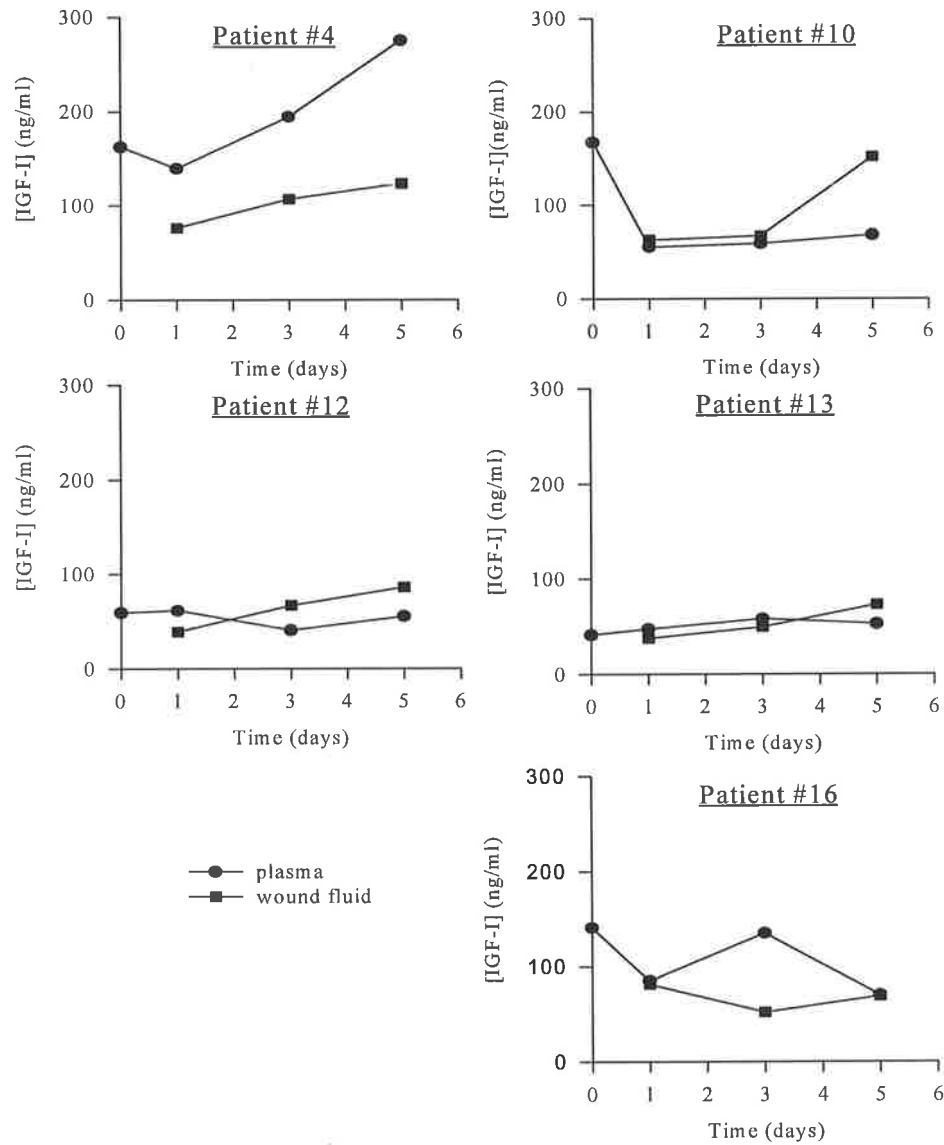 Patient #4
[IGF-I] (ng/ml)
300
200
100
0
0 1 2 3 4 5 6
Time (days)
Patient #10
[IGF-I](ng/ml)
300
200
100
0
0 1 2 3 4 5 6
Time (days)
Patient #12
[IGF-I] (ng/ml)
300
200
100
0
0 1 2 3 4 5 6
Time (days)
Patient #13
[IGF-I] (ng/ml)
300
200
100
0
0 1 2 3 4 5 6
Time (days)
plasma
wound fluid
Patient #16
[IGF-I] (ng/ml)
300
200
100
0
0 1 2 3 4 5 6
Time (days)